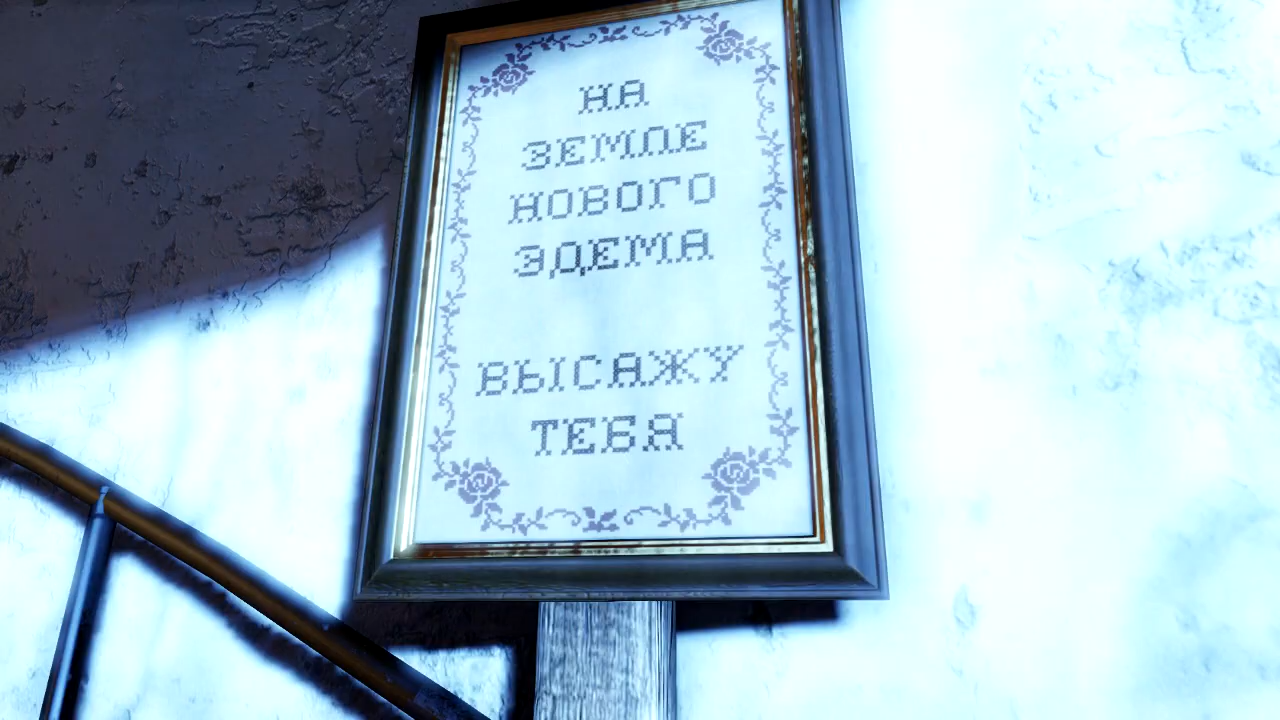 НА
ЗЕМЛЕ
НОВОГО
ЭДЕМА
ВЫСАЖУ
ТЕБЯ